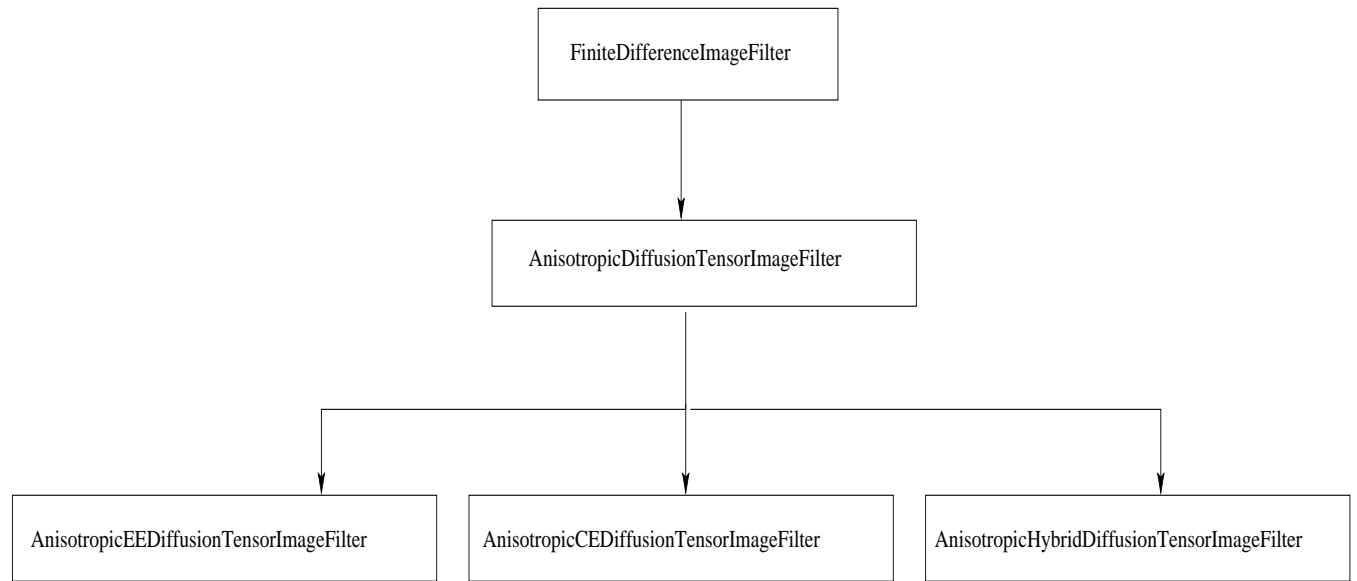 FiniteDifferenceImageFilter
AnisotropicDiffusionTensorImageFilter
AnisotropicEEDiffusionTensorImageFilter
AnisotropicCEDiffusionTensorImageFilter
AnisotropicHybridDiffusionTensorImageFilter